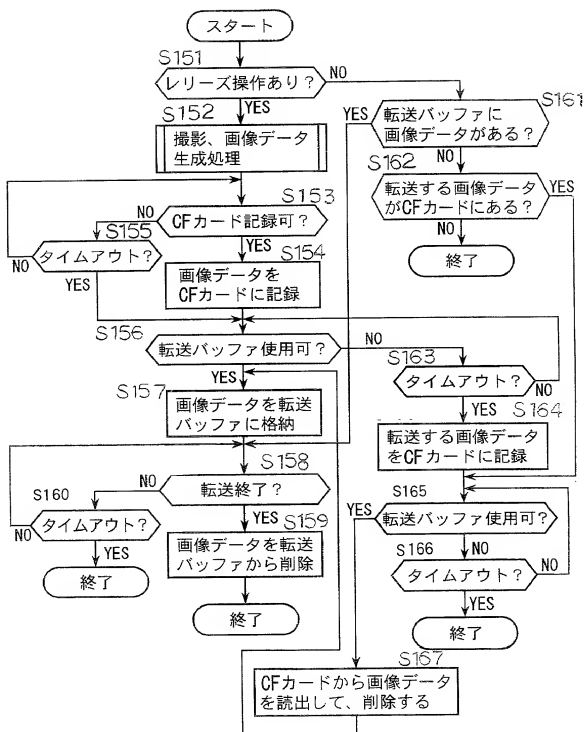 スタート
S151
レリーズ操作あり？
NO
YES
S152
撮影、画像データ
生成処理
S161
転送バッファに
画像データがある？
YES
NO
S162
転送する画像データ
がCFカードにある？
YES
NO
終了
S153
CFカード記録可？
NO
YES
S155
タイムアウト？
NO
YES
S154
画像データを
CFカードに記録
S156
転送バッファ使用可？
NO
YES
S163
タイムアウト？
NO
YES
S157
画像データを転送
バッファに格納
S164
転送する画像データ
をCFカードに記録
S158
転送終了？
NO
YES
S160
タイムアウト？
NO
YES
終了
S159
画像データを転送
バッファから削除
終了
S165
転送バッファ使用可？
YES
NO
S166
タイムアウト？
NO
YES
終了
S167
CFカードから画像データ
を読出して、削除する